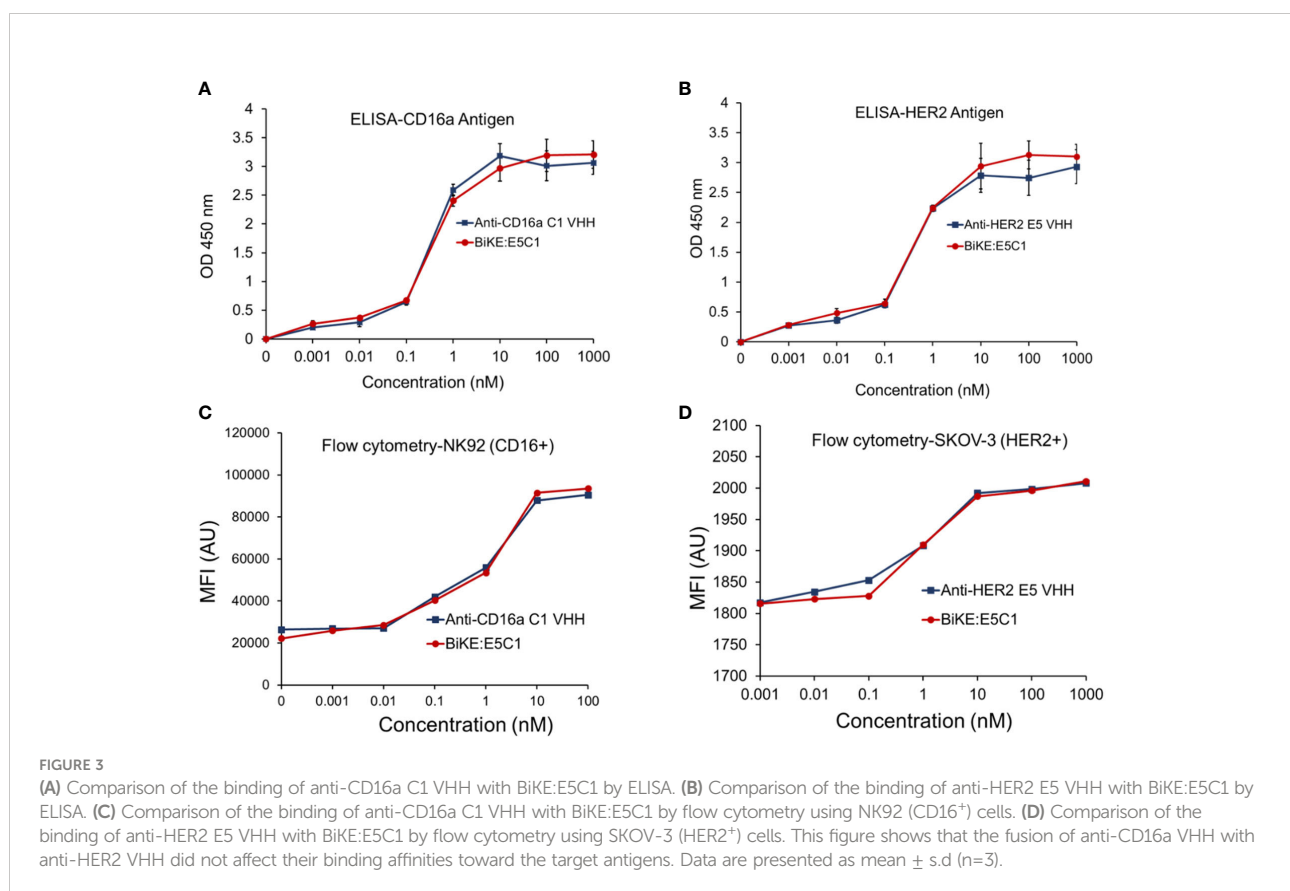 A
ELISA-CD16a Antigen
OD 450 nm
4
3.5
3
2.5
2
1.5
1
0.5
0
Anti-CD16a C1 VHH
BiKE:E5C1
0 0.001 0.01 0.1 1 10 100 1000
Concentration (nM)
B
ELISA-HER2 Antigen
OD 450 nm
4
3.5
3
2.5
2
1.5
1
0.5
0
Anti-HER2 E5 VHH
BiKE:E5C1
0 0.001 0.01 0.1 1 10 100 1000
Concentration (nM)
C
Flow cytometry-NK92 (CD16+)
MFI (AU)
120000
100000
80000
60000
40000
20000
0
Anti-CD16a C1 VHH
BiKE:E5C1
0 0.001 0.01 0.1 1 10 100
Concentration (nM)
D
Flow cytometry-SKOV-3 (HER2+)
MFI (AU)
2100
2050
2000
1950
1900
1850
1800
1750
1700
Anti-HER2 E5 VHH
BiKE:E5C1
0.001 0.01 0.1 1 10 100 1000
Concentration (nM)
FIGURE 3
(A) Comparison of the binding of anti-CD16a C1 VHH with BiKE:E5C1 by ELISA. (B) Comparison of the binding of anti-HER2 E5 VHH with BiKE:E5C1 by
ELISA. (C) Comparison of the binding of anti-CD16a C1 VHH with BiKE:E5C1 by flow cytometry using NK92 (CD16⁺) cells. (D) Comparison of the
binding of anti-HER2 E5 VHH with BiKE:E5C1 by flow cytometry using SKOV-3 (HER2⁺) cells. This figure shows that the fusion of anti-CD16a VHH with
anti-HER2 VHH did not affect their binding affinities toward the target antigens. Data are presented as mean ± s.d (n=3).